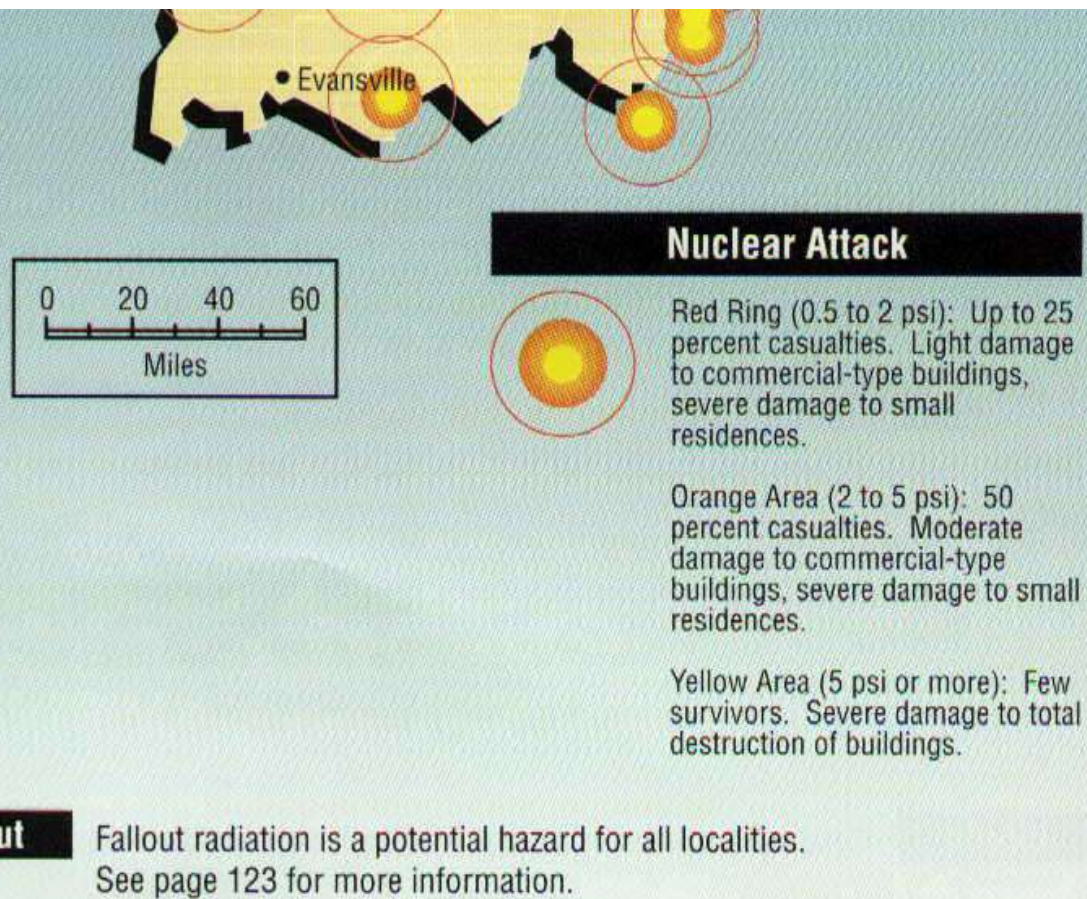 Evansville
Nuclear Attack
0 20 40 60
Miles
Red Ring (0.5 to 2 psi): Up to 25
percent casualties. Light damage
to commercial-type buildings,
severe damage to small
residences.
Orange Area (2 to 5 psi): 50
percent casualties. Moderate
damage to commercial-type
buildings, severe damage to small
residences.
Yellow Area (5 psi or more): Few
survivors. Severe damage to total
destruction of buildings.
ut
Fallout radiation is a potential hazard for all localities.
See page 123 for more information.